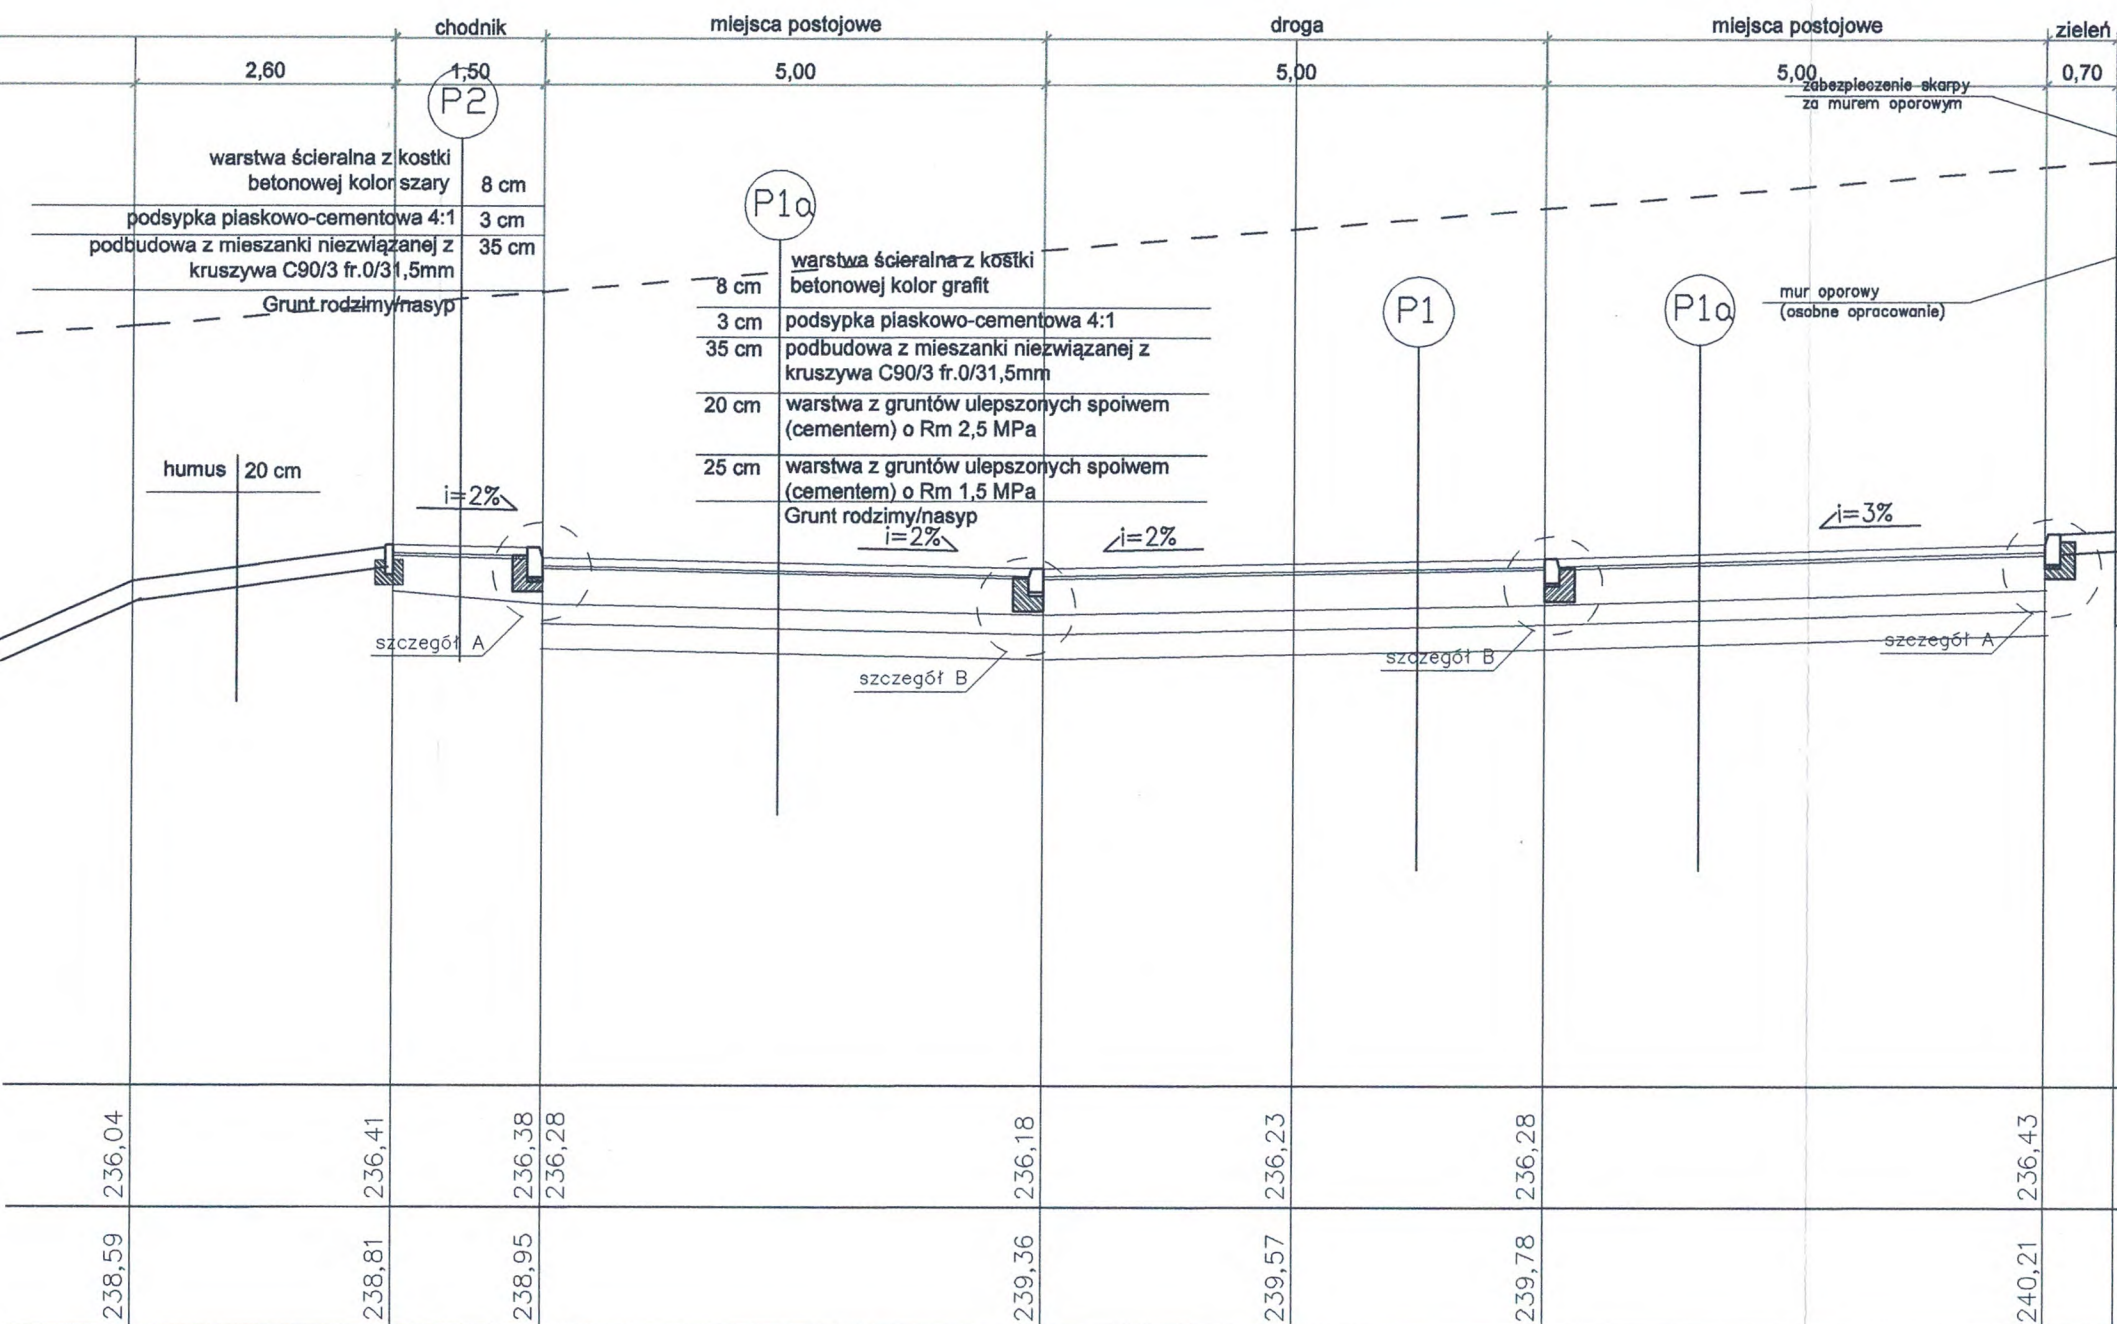 chodnik
miejsca postojowe
droga
miejsca postojowe
zieleń
2,60
1,50
5,00
5,00
5,00
0,70
zabezpieczenie skarpy
za murem oporowym
P2
warstwa ścieralna z kostki
betonowej kolor szary
8 cm
podsypka piaskowo-cementowa 4:1
3 cm
podbudowa z mieszanki niezwiązanej z
kruszywa C90/3 fr.0/31,5mm
35 cm
Grunt rodzimy/nasyp
P1a
warstwa ścieralna z kostki
betonowej kolor grafit
8 cm
3 cm
podsypka piaskowo-cementowa 4:1
35 cm
podbudowa z mieszanki niezwiązanej z
kruszywa C90/3 fr.0/31,5mm
20 cm
warstwa z gruntów ulepszonych spoiwem
(cementem) o Rm 2,5 MPa
25 cm
warstwa z gruntów ulepszonych spoiwem
(cementem) o Rm 1,5 MPa
Grunt rodzimy/nasyp
P1
P1a
mur oporowy
(osobne opracowanie)
humus
20 cm
i=2%
i=2%
i=2%
i=3%
szczegół A
szczegół B
szczegół B
szczegół A
236,04
236,41
236,38
236,28
236,18
236,23
236,28
236,43
238,59
238,81
238,95
239,36
239,57
239,78
240,21